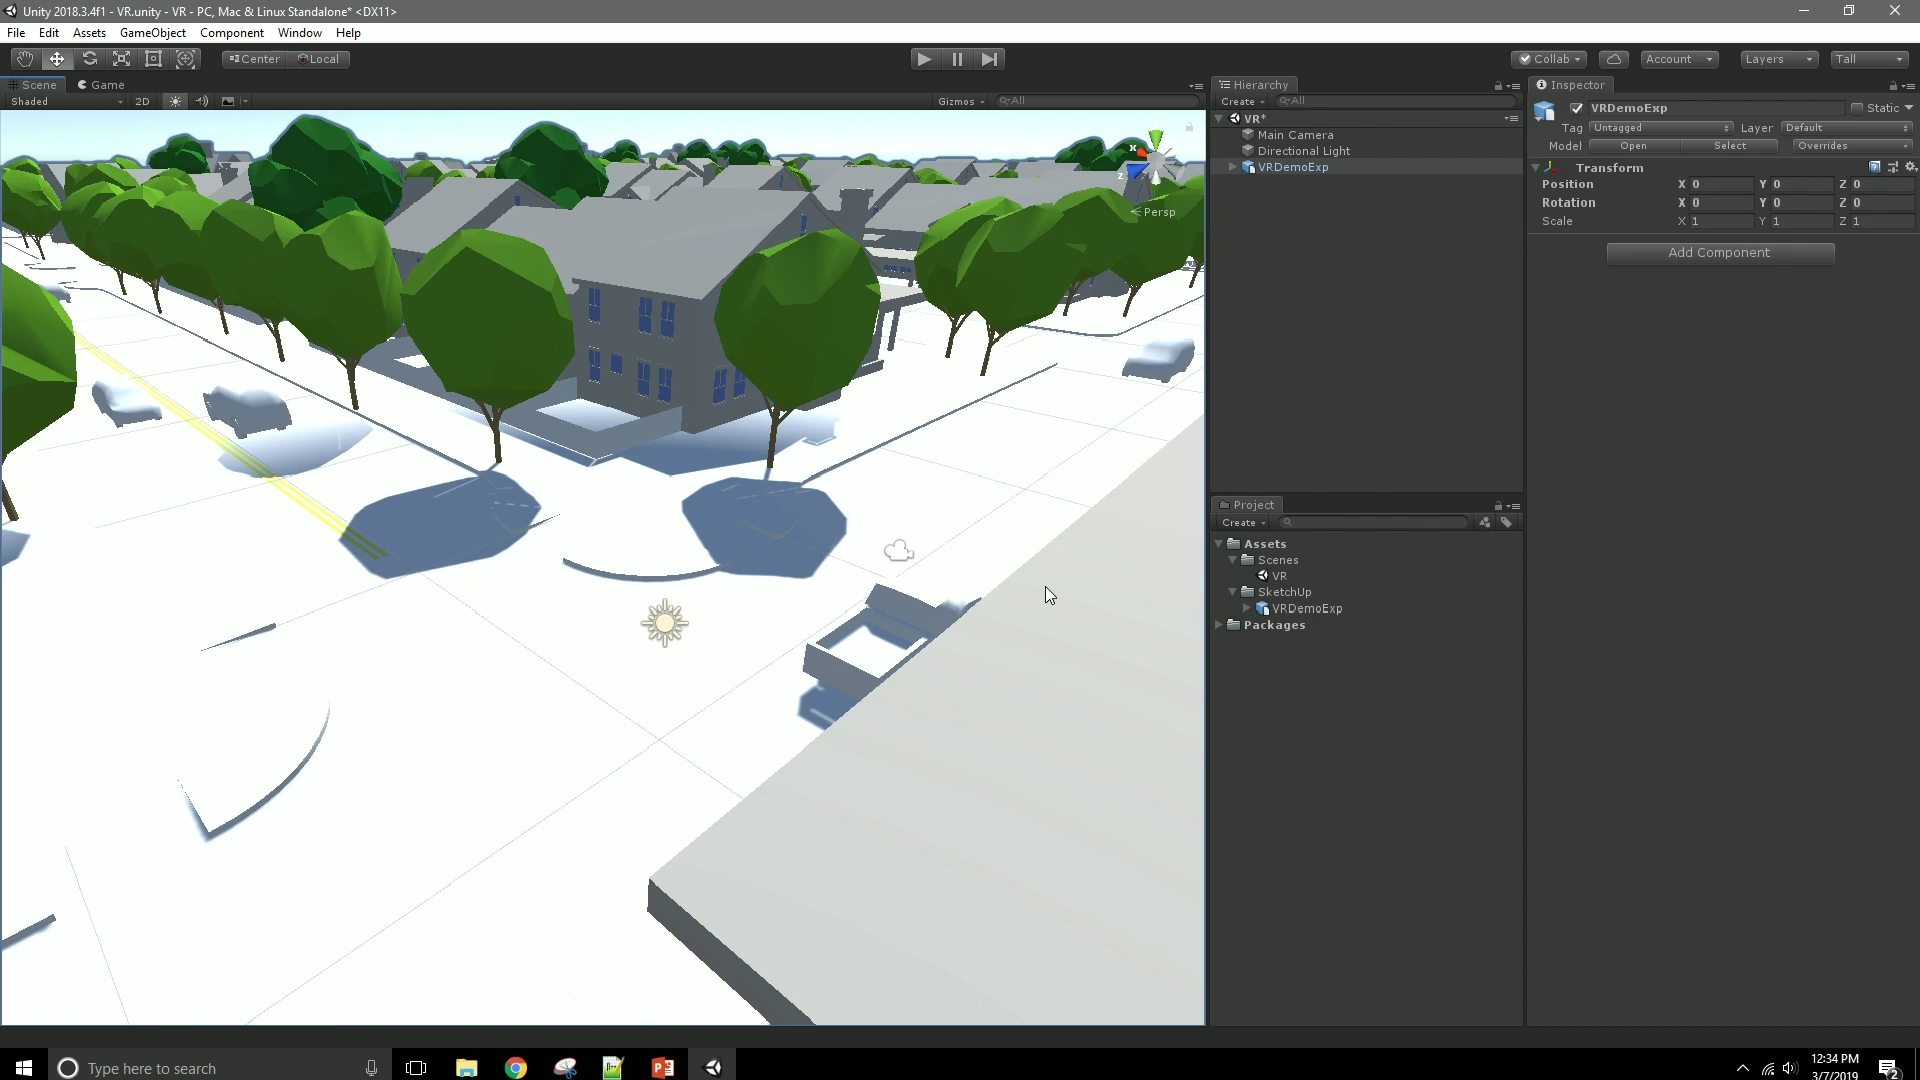 Unity 2018.3.4f1 - VR.unity - VR - PC, Mac & Linux Standalone* <DX11>
File Edit Assets GameObject Component Window Help
Center Local
Collab Account Layers Tall
Scene Game
Shaded 2D Gizmos All
x
z
Persp
Hierarchy
Create All
VR*
Main Camera
Directional Light
VRDemoExp
Project
Create
Assets
Scenes
VR
SketchUp
VRDemoExp
Packages
Inspector
VRDemoExp Static
Tag Untagged Layer Default
Model Open Select Overrides
Transform
Position X 0 Y 0 Z 0
Rotation X 0 Y 0 Z 0
Scale X 1 Y 1 Z 1
Add Component
Type here to search
12:34 PM
3/7/2019
2